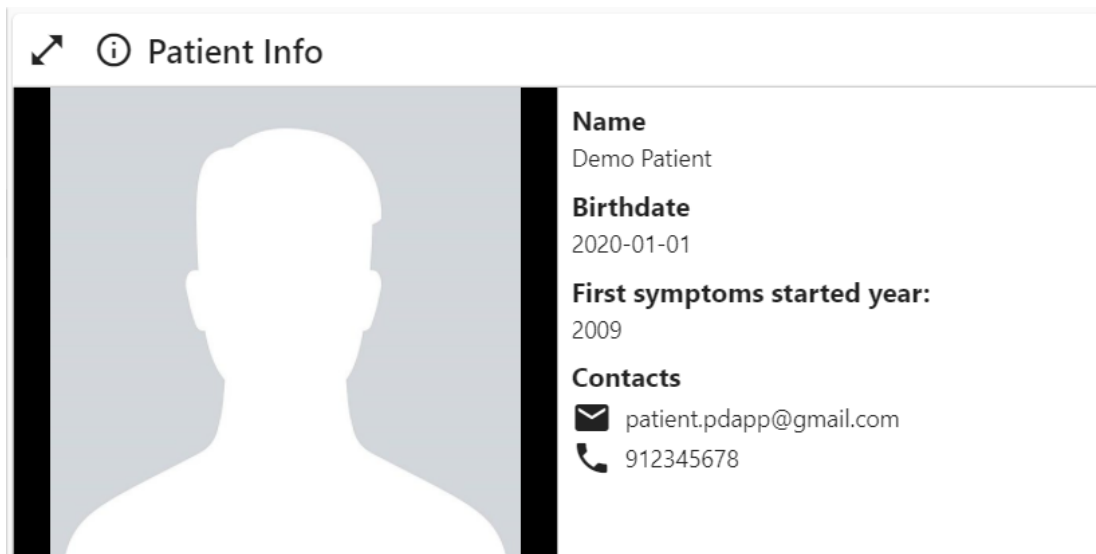 Patient Info
Name
Demo Patient
Birthdate
2020-01-01
First symptoms started year:
2009
Contacts
patient.pdapp@gmail.com
912345678